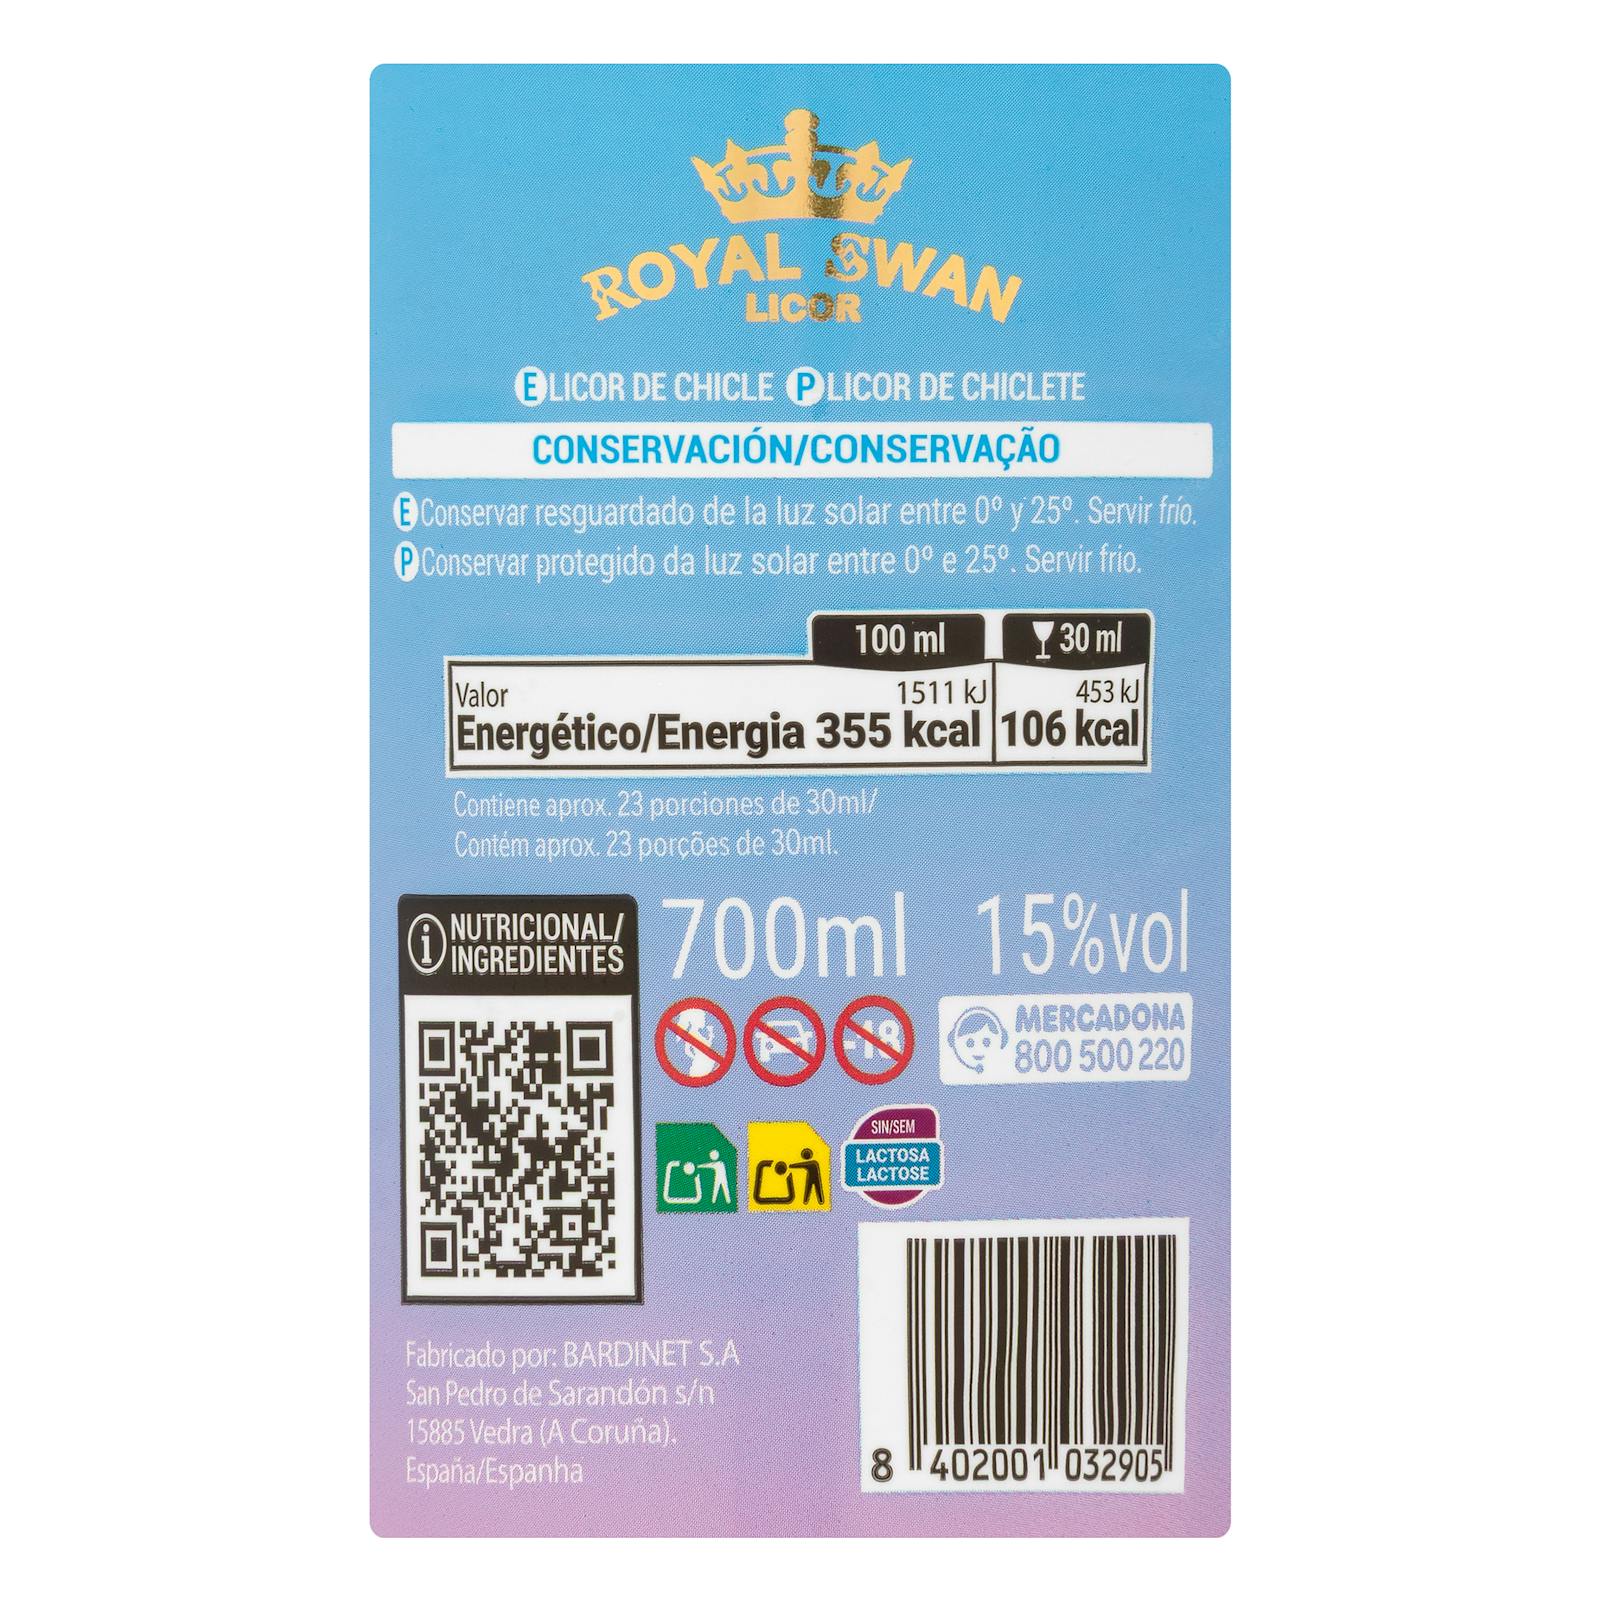 ROYAL SWAN
LICOR
E LICOR DE CHICLE P LICOR DE CHICLETE
CONSERVACIÓN/CONSERVAÇÃO
E Conservar resguardado de la luz solar entre 0º y 25º. Servir frío.
P Conservar protegido da luz solar entre 0º e 25º. Servir frio.
100 ml 30 ml
Valor 1511 kJ 453 kJ
Energético/Energia 355 kcal 106 kcal
Contiene aprox. 23 porciones de 30ml/
Contém aprox. 23 porções de 30ml.
i NUTRICIONAL/
INGREDIENTES
700ml 15%vol
-18
MERCADONA
800 500 220
SIN/SEM
LACTOSA
LACTOSE
Fabricado por: BARDINET S.A
San Pedro de Sarandón s/n
15885 Vedra (A Coruña).
España/Espanha
8 402001 032905